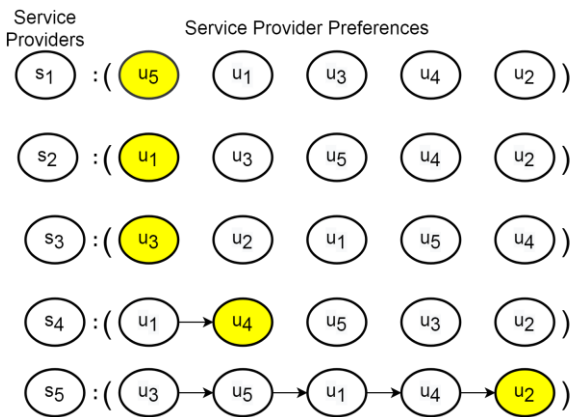 Service Providers
Service Provider Preferences
s1 :( u5 u1 u3 u4 u2 )
s2 :( u1 u3 u5 u4 u2 )
s3 :( u3 u2 u1 u5 u4 )
s4 :( u1 u4 u5 u3 u2 )
s5 :( u3 u5 u1 u4 u2 )